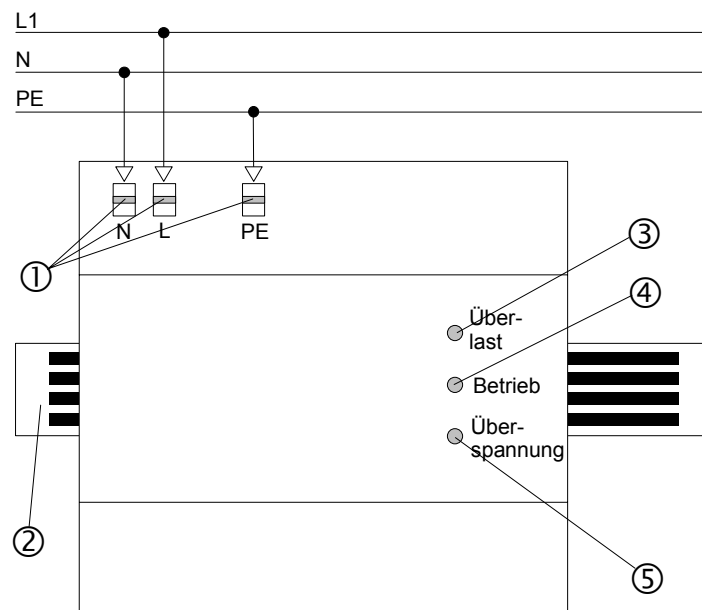 L1
N
PE
N L PE
①
③
④
Über-
last
Betrieb
Über-
spannung
②
⑤